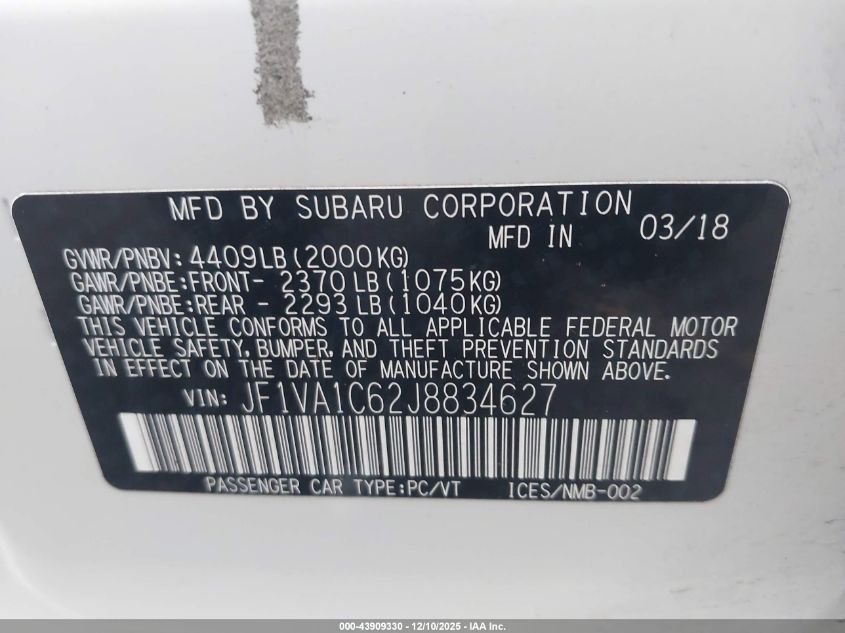 MFD BY SUBARU CORPORATION
MFD IN 03/18
GVWR/PNBV: 4409LB(2000KG)
GAWR/PNBE:FRONT- 2370 LB(1075KG)
GAWR/PNBE:REAR - 2293 LB(1040KG)
THIS VEHICLE CONFORMS TO ALL APPLICABLE FEDERAL MOTOR
VEHICLE SAFETY, BUMPER, AND THEFT PREVENTION STANDARDS
IN EFFECT ON THE DATE OF MANUFACTURE SHOWN ABOVE.
VIN: JF1VA1C62J8834627
PASSENGER CAR TYPE:PC/VT ICES/NMB-002
000-43909330 - 12/10/2025 - IAA Inc.